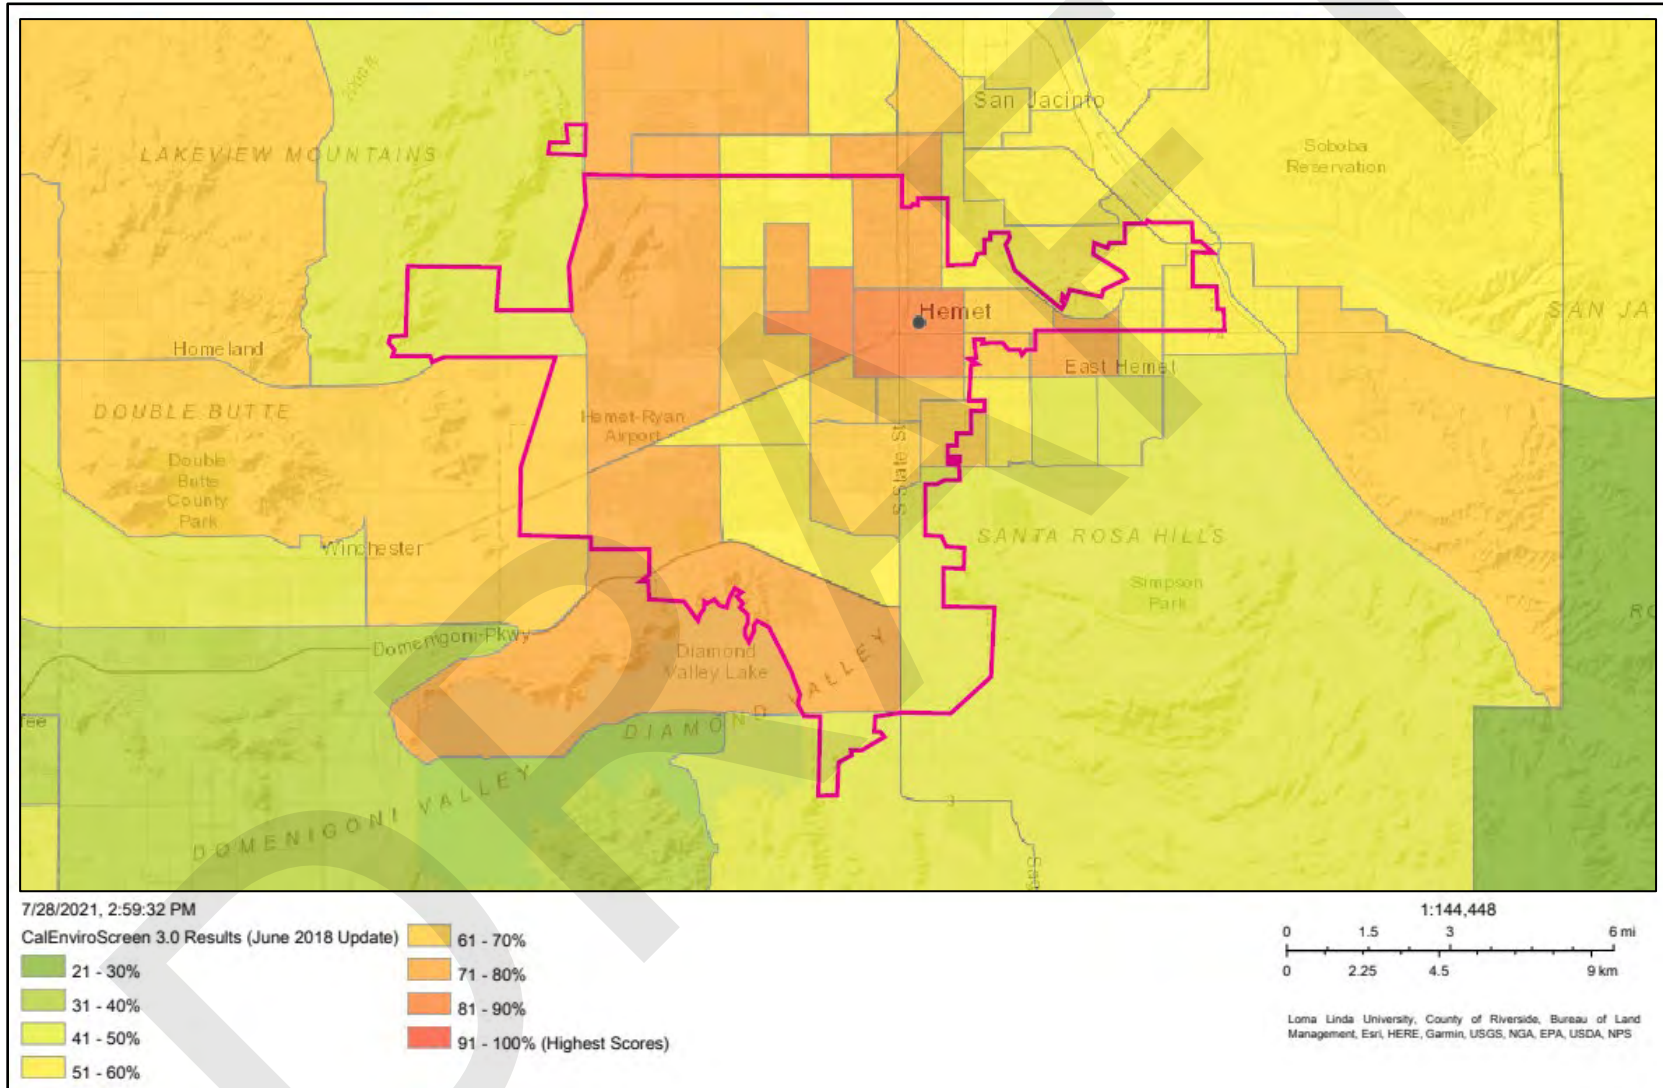 San Jacinto
LAKEVIEW MOUNTAINS
Soboba
Reservation
SAN JA
Hemet
Homeland
East Hemet
DOUBLE BUTTE
Hemet-Ryan
Airport
Double
Butte
County
Park
S State St
Winchester
SANTA ROSA HILLS
Simpson
Park
RO
Domenigoni-Pkwy
Diamond
Valley Lake
DIAMOND VALLEY
DOMENIGONI VALLEY
DRAFT
7/28/2021, 2:59:32 PM
CalEnviroScreen 3.0 Results (June 2018 Update)
21 - 30%
31 - 40%
41 - 50%
51 - 60%
61 - 70%
71 - 80%
81 - 90%
91 - 100% (Highest Scores)
1:144,448
0 1.5 3 6 mi
0 2.25 4.5 9 km
Loma Linda University, County of Riverside, Bureau of Land
Management, Esri, HERE, Garmin, USGS, NGA, EPA, USDA, NPS